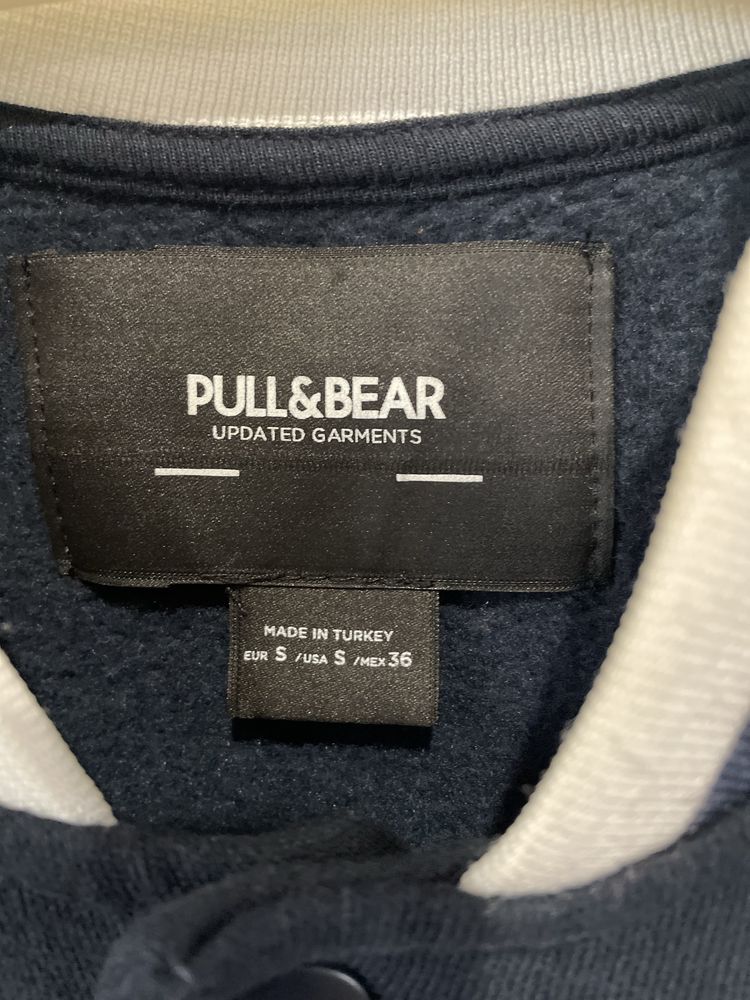 PULL&BEAR
UPDATED GARMENTS
MADE IN TURKEY
EUR S /USA S /MEX 36